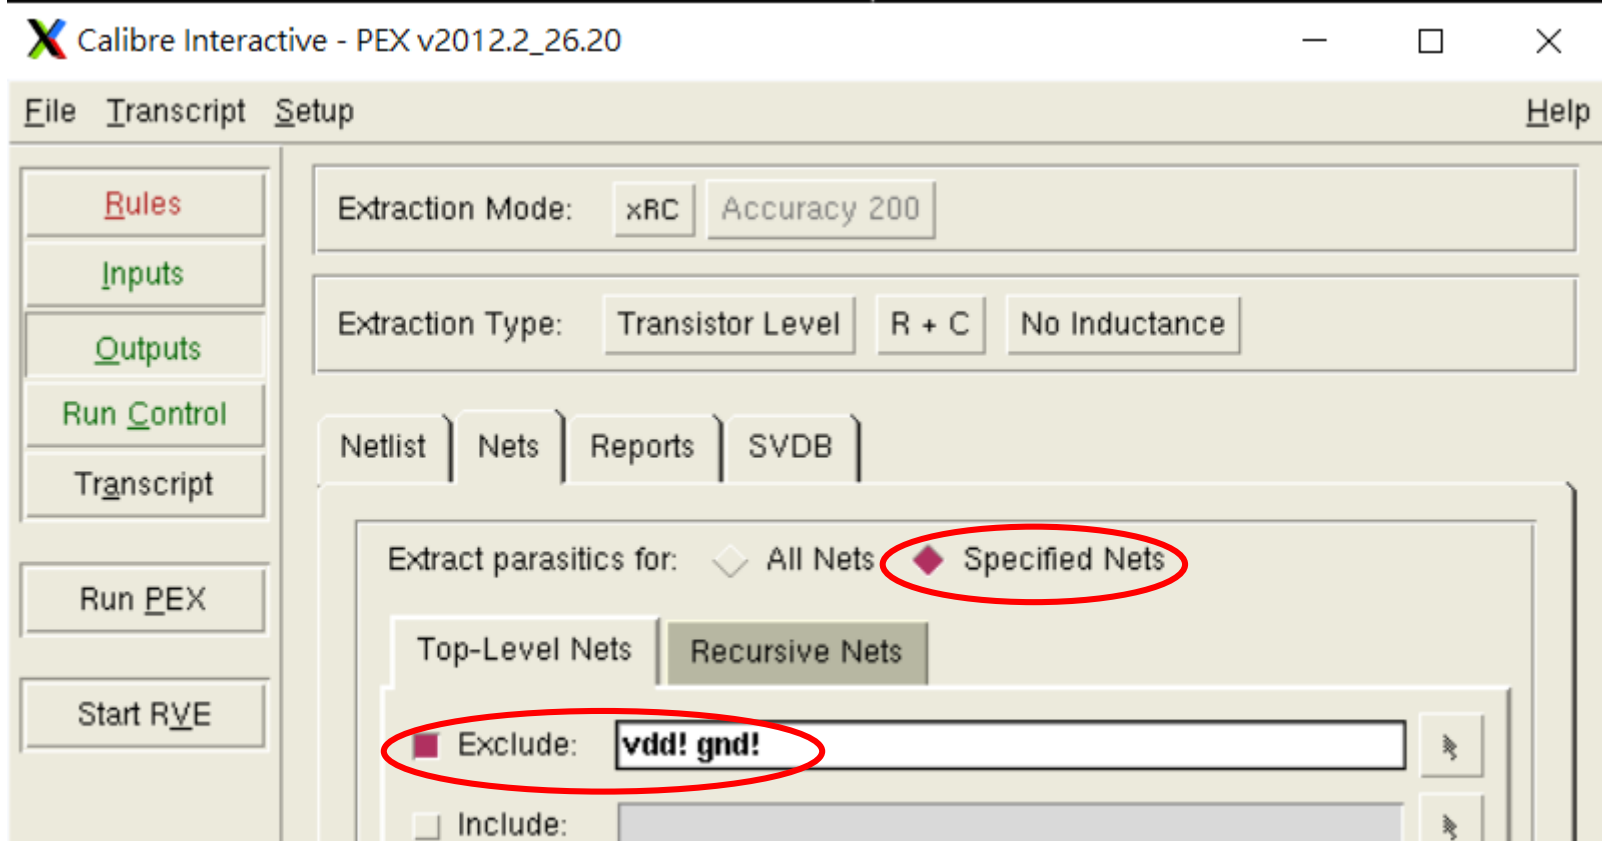 Calibre Interactive - PEX v2012.2_26.20
File Transcript Setup Help
Rules
Extraction Mode: xRC Accuracy 200
Inputs
Extraction Type: Transistor Level R + C No Inductance
Outputs
Run Control
Netlist Nets Reports SVDB
Transcript
Extract parasitics for: All Nets Specified Nets
Run PEX
Top-Level Nets Recursive Nets
Start RVE
Exclude: vdd! gnd!
Include: